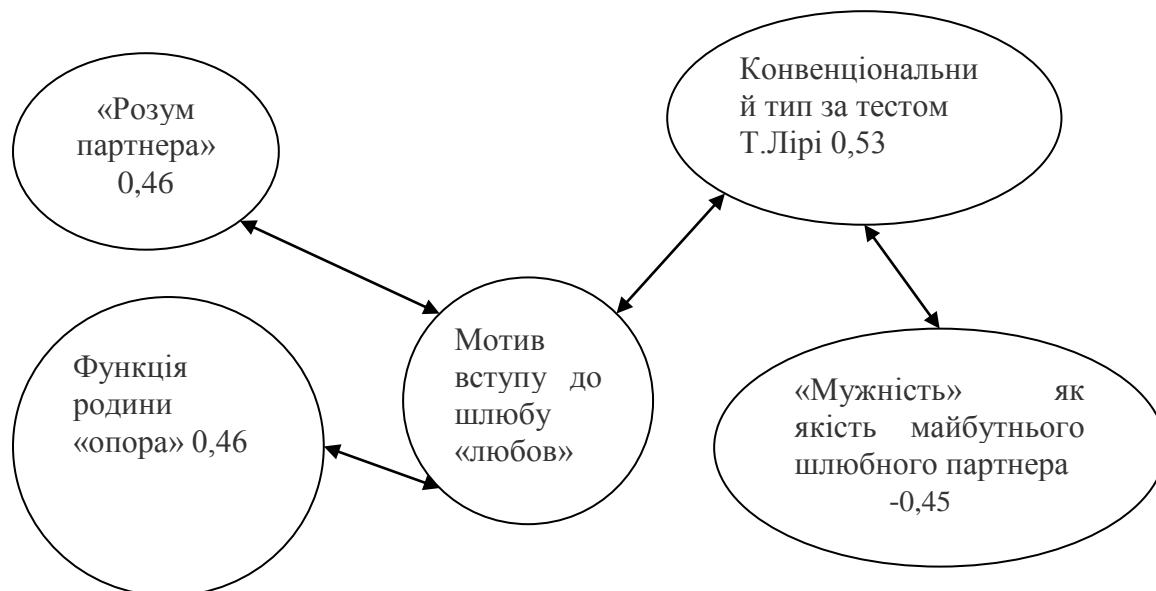 «Розум
партнера»
0,46
Конвенціональни
й тип за тестом
Т.Лірі 0,53
Функція
родини
«опора» 0,46
Мотив
вступу до
шлюбу
«любов»
«Мужність» як
якість майбутнього
шлюбного партнера
-0,45